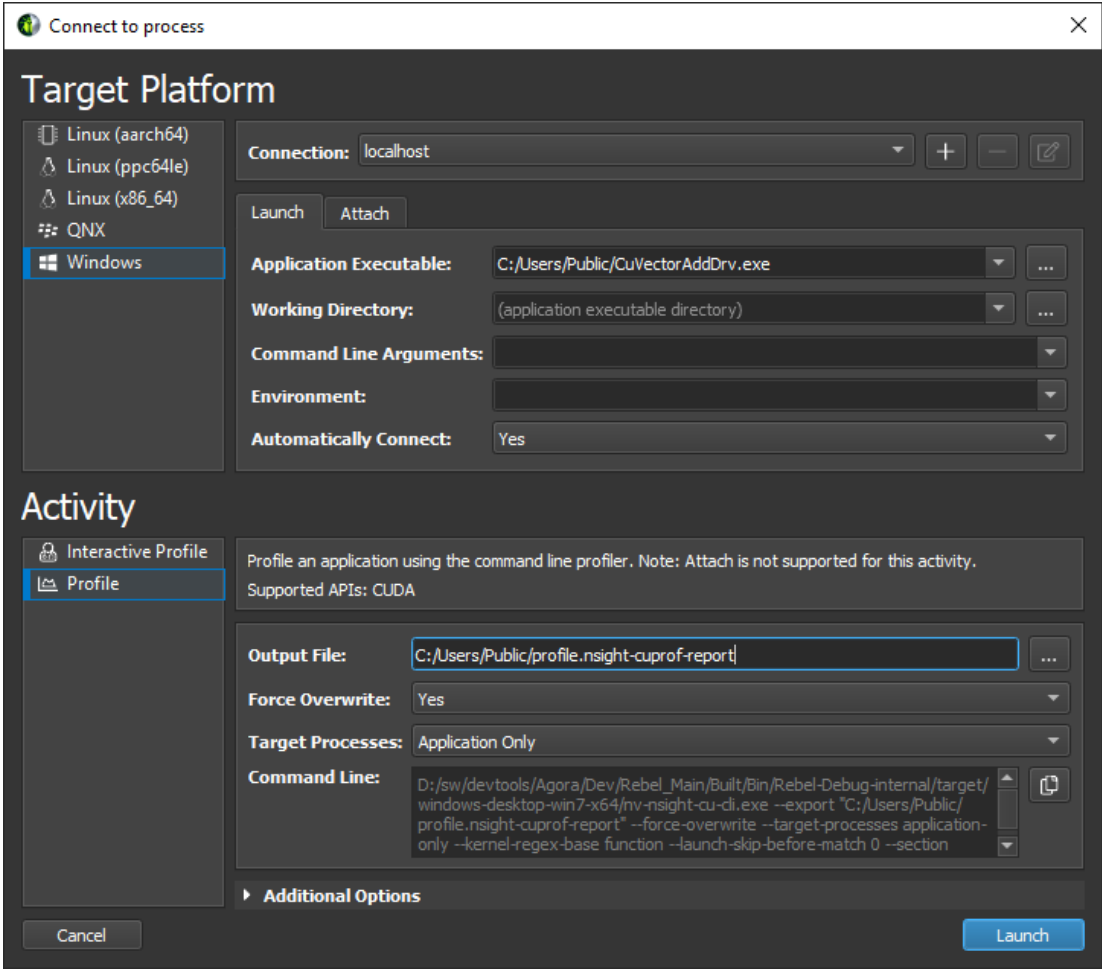 Connect to process
Target Platform
Linux (aarch64)
Linux (ppc64le)
Linux (x86_64)
QNX
Windows
Connection: localhost
Launch Attach
Application Executable: C:/Users/Public/CuVectorAddDrv.exe ...
Working Directory: (application executable directory) ...
Command Line Arguments:
Environment:
Automatically Connect: Yes
Activity
Interactive Profile
Profile
Profile an application using the command line profiler. Note: Attach is not supported for this activity.
Supported APIs: CUDA
Output File: C:/Users/Public/profile.nsight-cuprof-report ...
Force Overwrite: Yes
Target Processes: Application Only
Command Line: D:/sw/devtools/Agora/Dev/Rebel_Main/Built/Bin/Rebel-Debug-internal/target/
windows-desktop-win7-x64/nv-nsight-cu-cli.exe --export "C:/Users/Public/
profile.nsight-cuprof-report" --force-overwrite --target-processes application-
only --kernel-regex-base function --launch-skip-before-match 0 --section
Additional Options
Cancel Launch